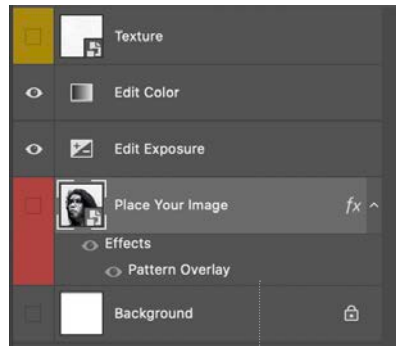 Texture
Edit Color
Edit Exposure
Place Your Image fx
Effects
Pattern Overlay
Background